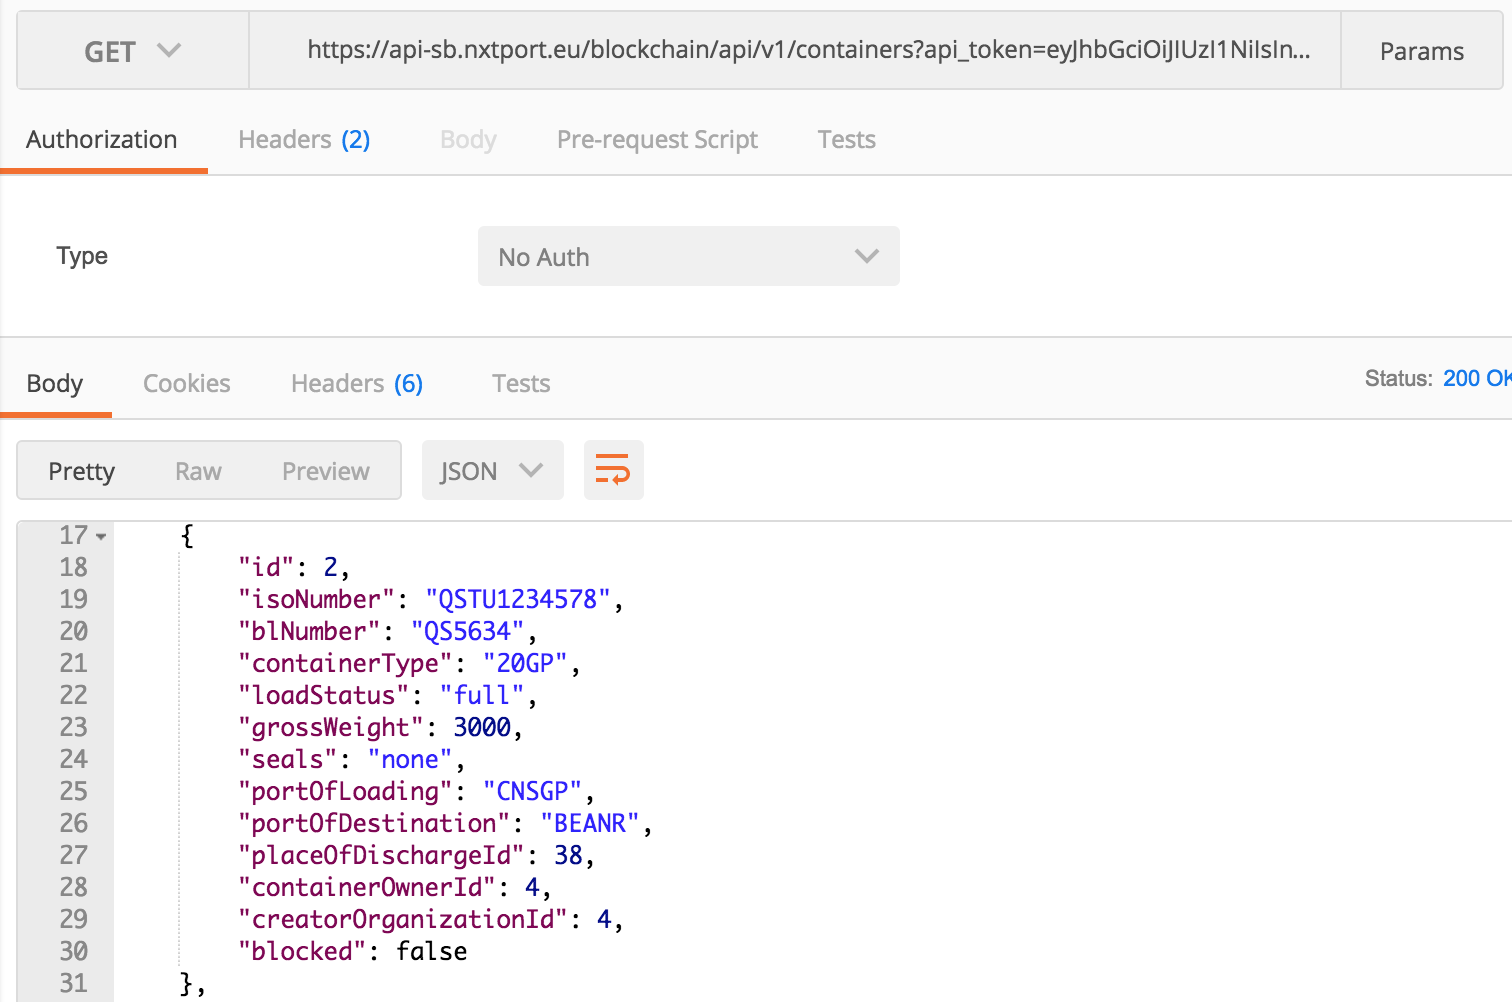 GET https://api-sb.nxtport.eu/blockchain/api/v1/containers?api_token=eyJhbGciOiJIUzI1NiIsIn... Params
Authorization Headers (2) Body Pre-request Script Tests
Type No Auth
Body Cookies Headers (6) Tests Status: 200 OK
Pretty Raw Preview JSON
17 {
18 "id": 2,
19 "isoNumber": "QSTU1234578",
20 "blNumber": "QS5634",
21 "containerType": "20GP",
22 "loadStatus": "full",
23 "grossWeight": 3000,
24 "seals": "none",
25 "portOfLoading": "CNSGP",
26 "portOfDestination": "BEANR",
27 "placeOfDischargeId": 38,
28 "containerOwnerId": 4,
29 "creatorOrganizationId": 4,
30 "blocked": false
31 },